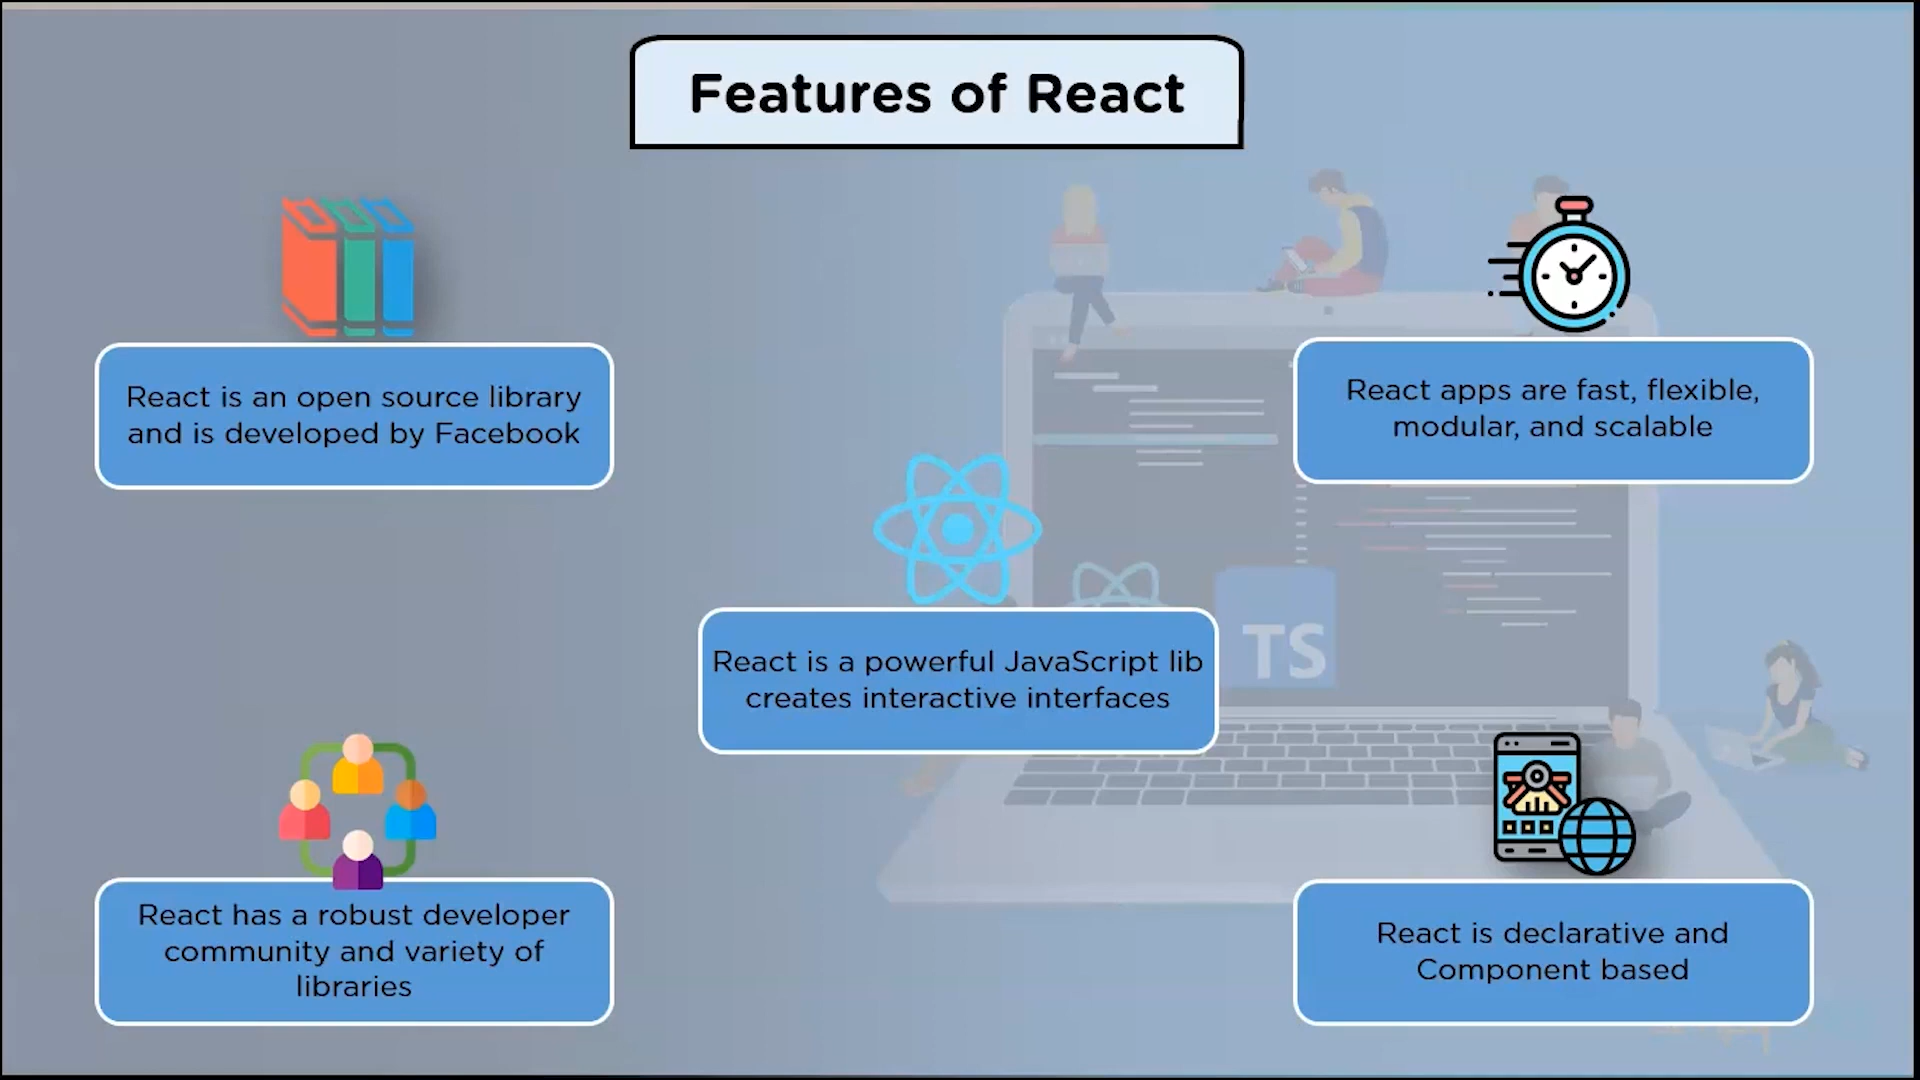 Features of React
React is an open source library
and is developed by Facebook
React apps are fast, flexible,
modular, and scalable
React is a powerful JavaScript lib
creates interactive interfaces
TS
React has a robust developer
community and variety of
libraries
React is declarative and
Component based